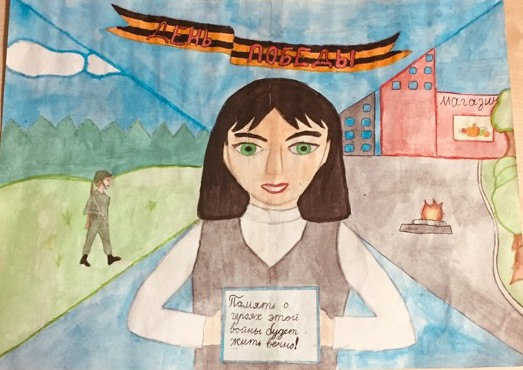 ДЕНЬ ПОБЕДЫ
Магазин
Память о
героях этой
войны будет
жить вечно!